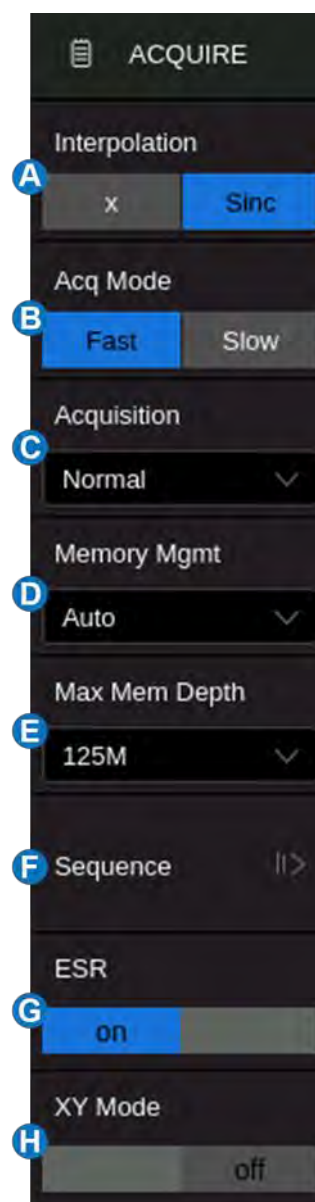 ACQUIRE
Interpolation
A
x Sinc
Acq Mode
B
Fast Slow
Acquisition
C
Normal
Memory Mgmt
D
Auto
Max Mem Depth
E
125M
F Sequence
ESR
G
on
XY Mode
H
off